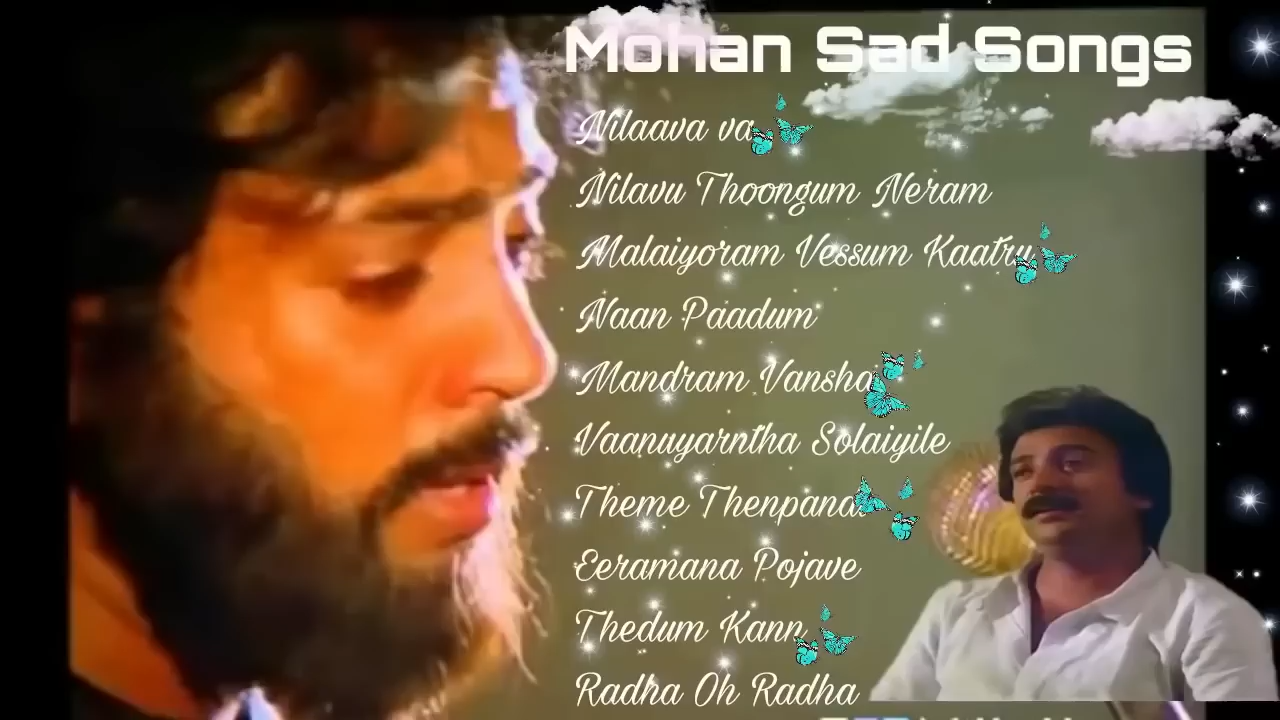 Mohan Sad Songs
Nilaava va
Nilavu Thoongum Neram
Malaiyoram Vessum Kaatru
Naan Paadum
Mandram Vansha
Vaanuyarntha Solaiyile
Theme Thenpand
Eeramana Pojave
Thedum Kann
Radha Oh Radha